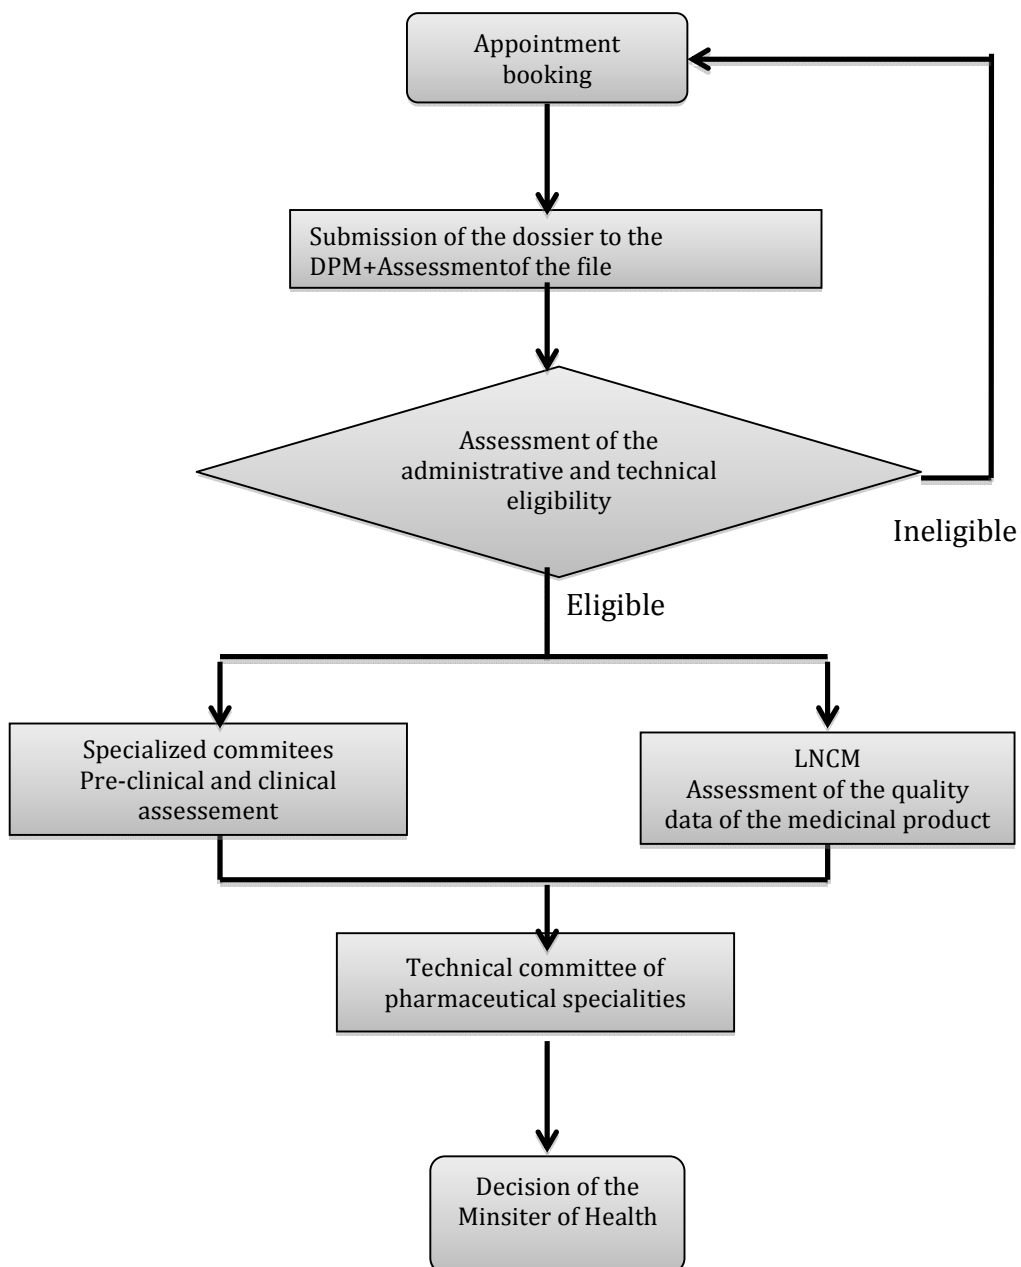 Appointment
booking
Submission of the dossier to the
DPM+Assessmentof the file
Assessment of the
administrative and technical
eligibility
Ineligible
Eligible
Specialized commitees
Pre-clinical and clinical
assessement
LNCM
Assessment of the quality
data of the medicinal product
Technical committee of
pharmaceutical specialities
Decision of the
Minsiter of Health